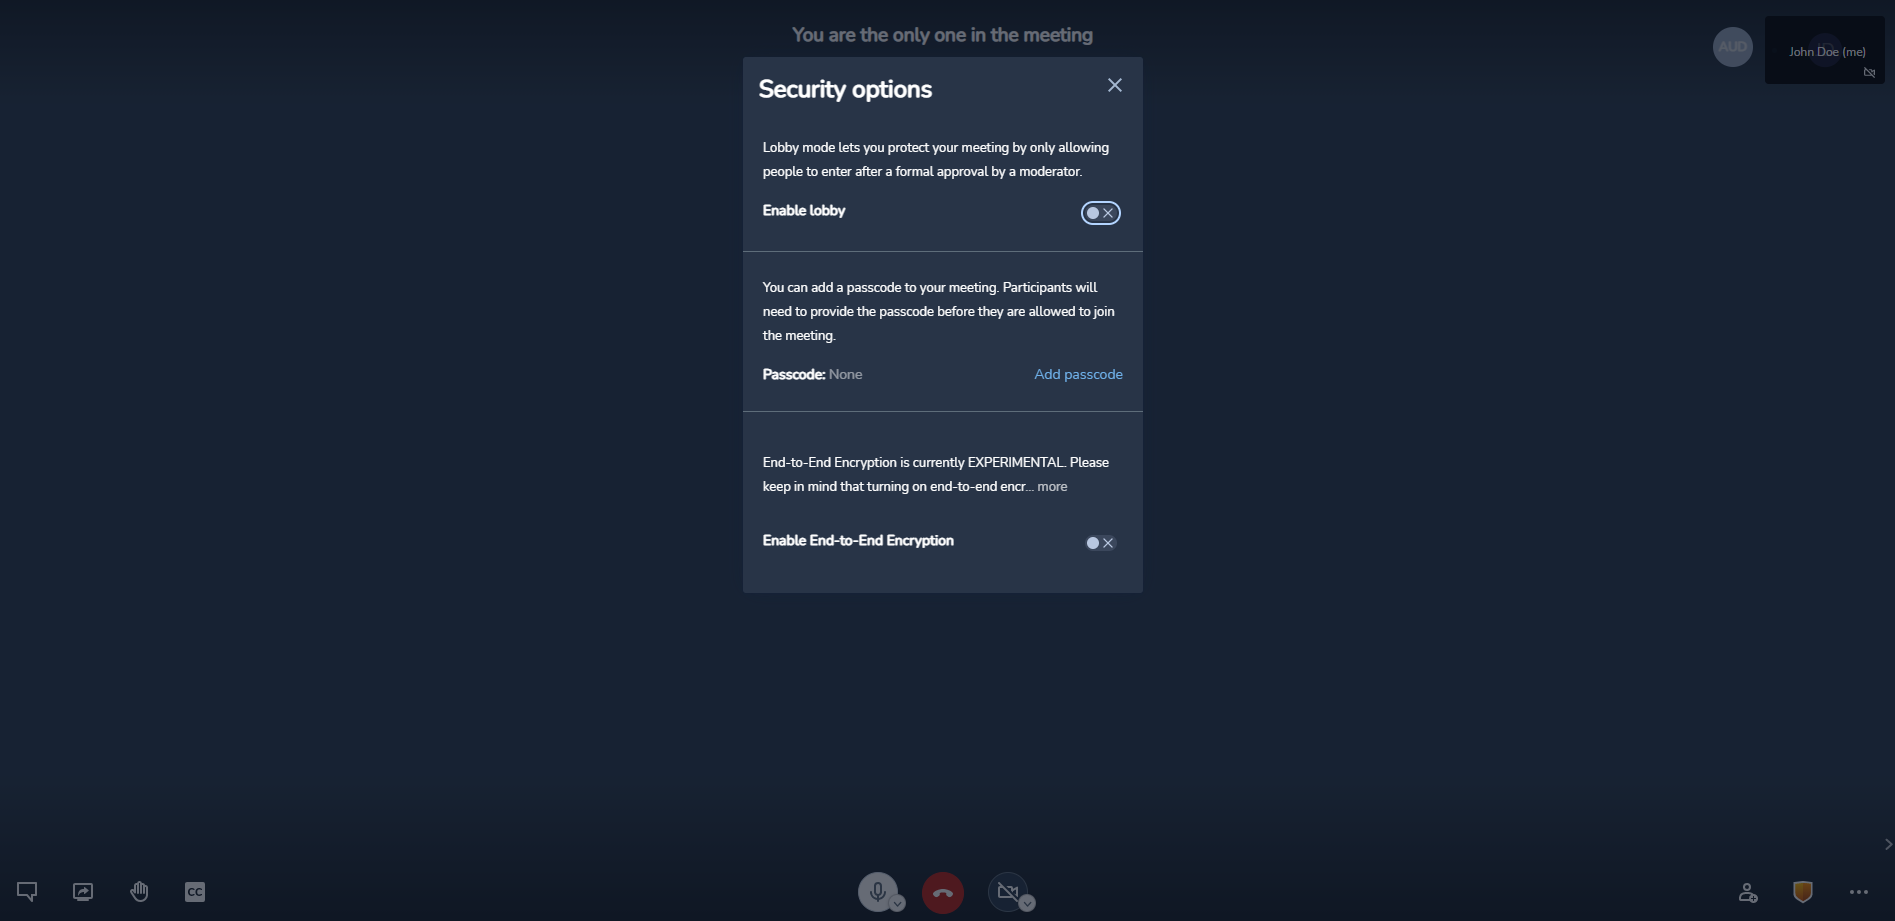 You are the only one in the meeting
AUD
John Doe (me)
Security options
Lobby mode lets you protect your meeting by only allowing
people to enter after a formal approval by a moderator.
Enable lobby
You can add a passcode to your meeting. Participants will
need to provide the passcode before they are allowed to join
the meeting.
Passcode: None
Add passcode
End-to-End Encryption is currently EXPERIMENTAL. Please
keep in mind that turning on end-to-end encr... more
Enable End-to-End Encryption
CC